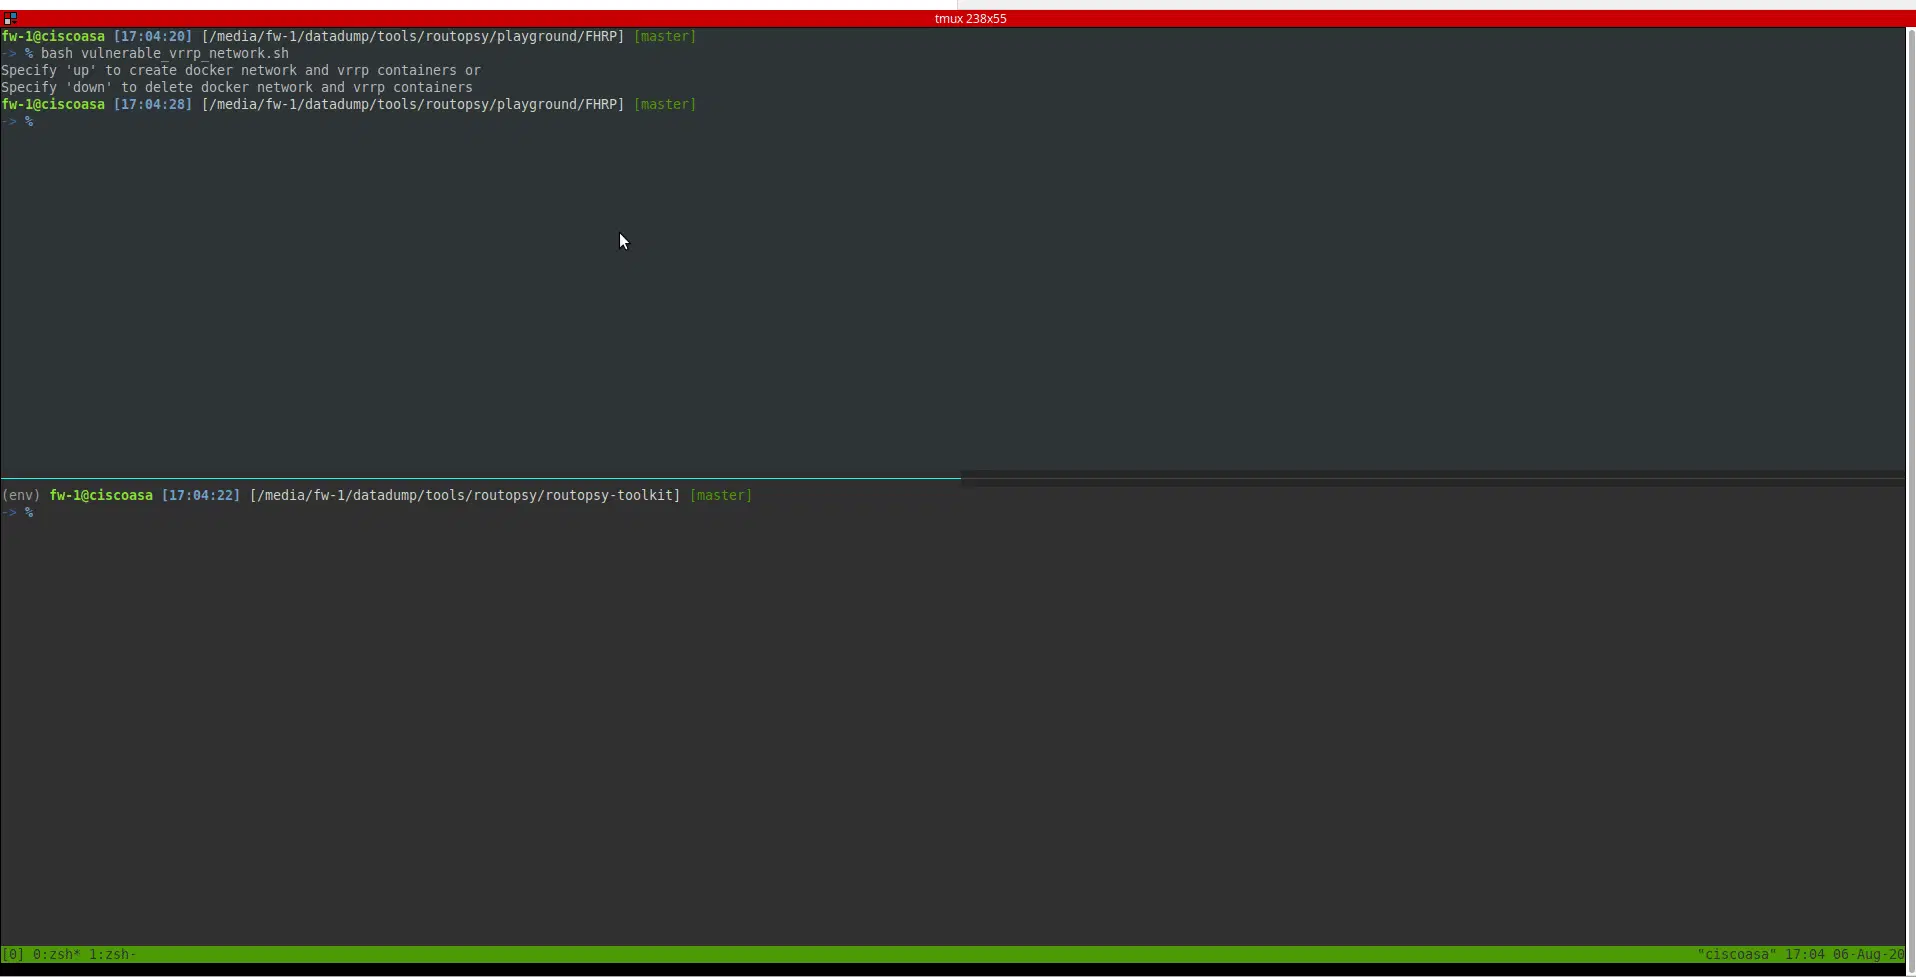 tmux 238x55
fw-1@ciscoasa [17:04:20] [/media/fw-1/datadump/tools/routopsy/playground/FHRP] [master]
-> % bash vulnerable_vrrp_network.sh
Specify 'up' to create docker network and vrrp containers or
Specify 'down' to delete docker network and vrrp containers
fw-1@ciscoasa [17:04:28] [/media/fw-1/datadump/tools/routopsy/playground/FHRP] [master]
-> %
(env) fw-1@ciscoasa [17:04:22] [/media/fw-1/datadump/tools/routopsy/routopsy-toolkit] [master]
-> %
[0] 0:zsh* 1:zsh- "ciscoasa" 17:04 06-Aug-20